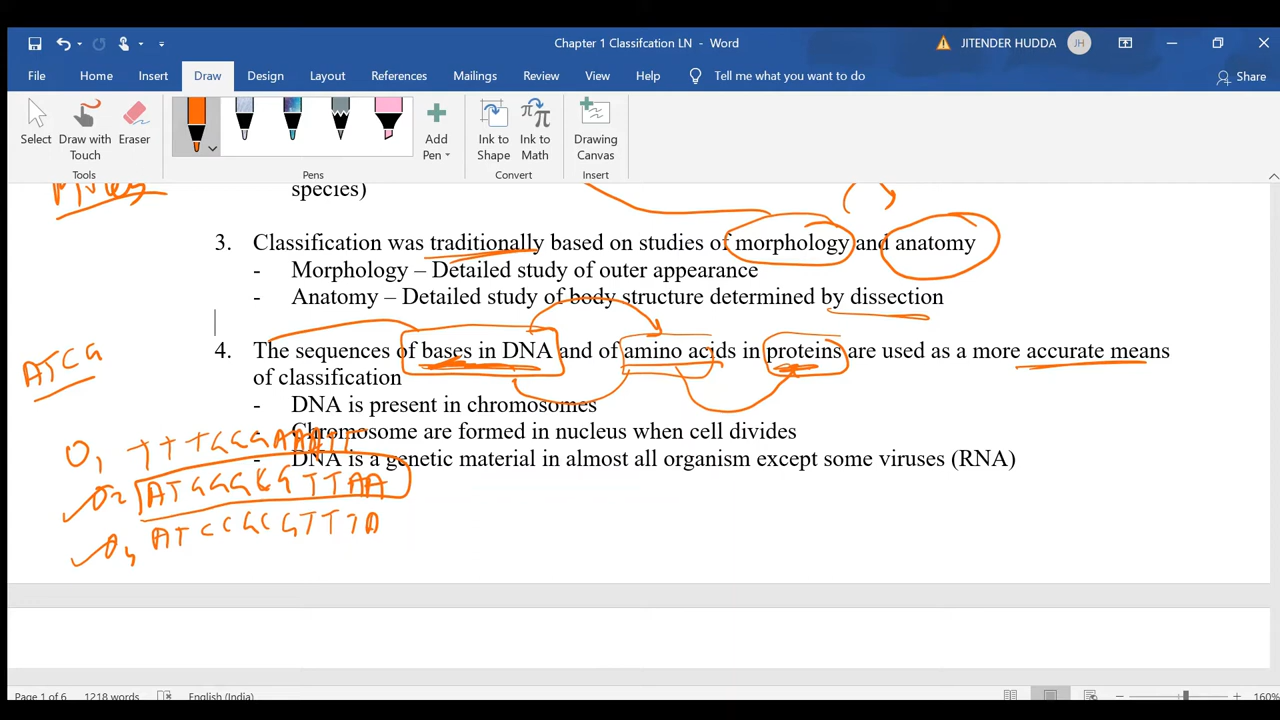 Chapter 1 Classifcation LN - Word
JITENDER HUDDA
JH
File Home Insert Draw Design Layout References Mailings Review View Help Tell me what you want to do
Share
Select Draw with Touch Eraser
Add Pen
Ink to Shape Ink to Math
Drawing Canvas
Tools Pens Convert Insert
species)
3. Classification was traditionally based on studies of morphology and anatomy
- Morphology – Detailed study of outer appearance
- Anatomy – Detailed study of body structure determined by dissection
4. The sequences of bases in DNA and of amino acids in proteins are used as a more accurate means
of classification
ATCG
- DNA is present in chromosomes
- Chromosome are formed in nucleus when cell divides
- DNA is a genetic material in almost all organism except some viruses (RNA)
Page 1 of 6 1218 words English (India) 160%